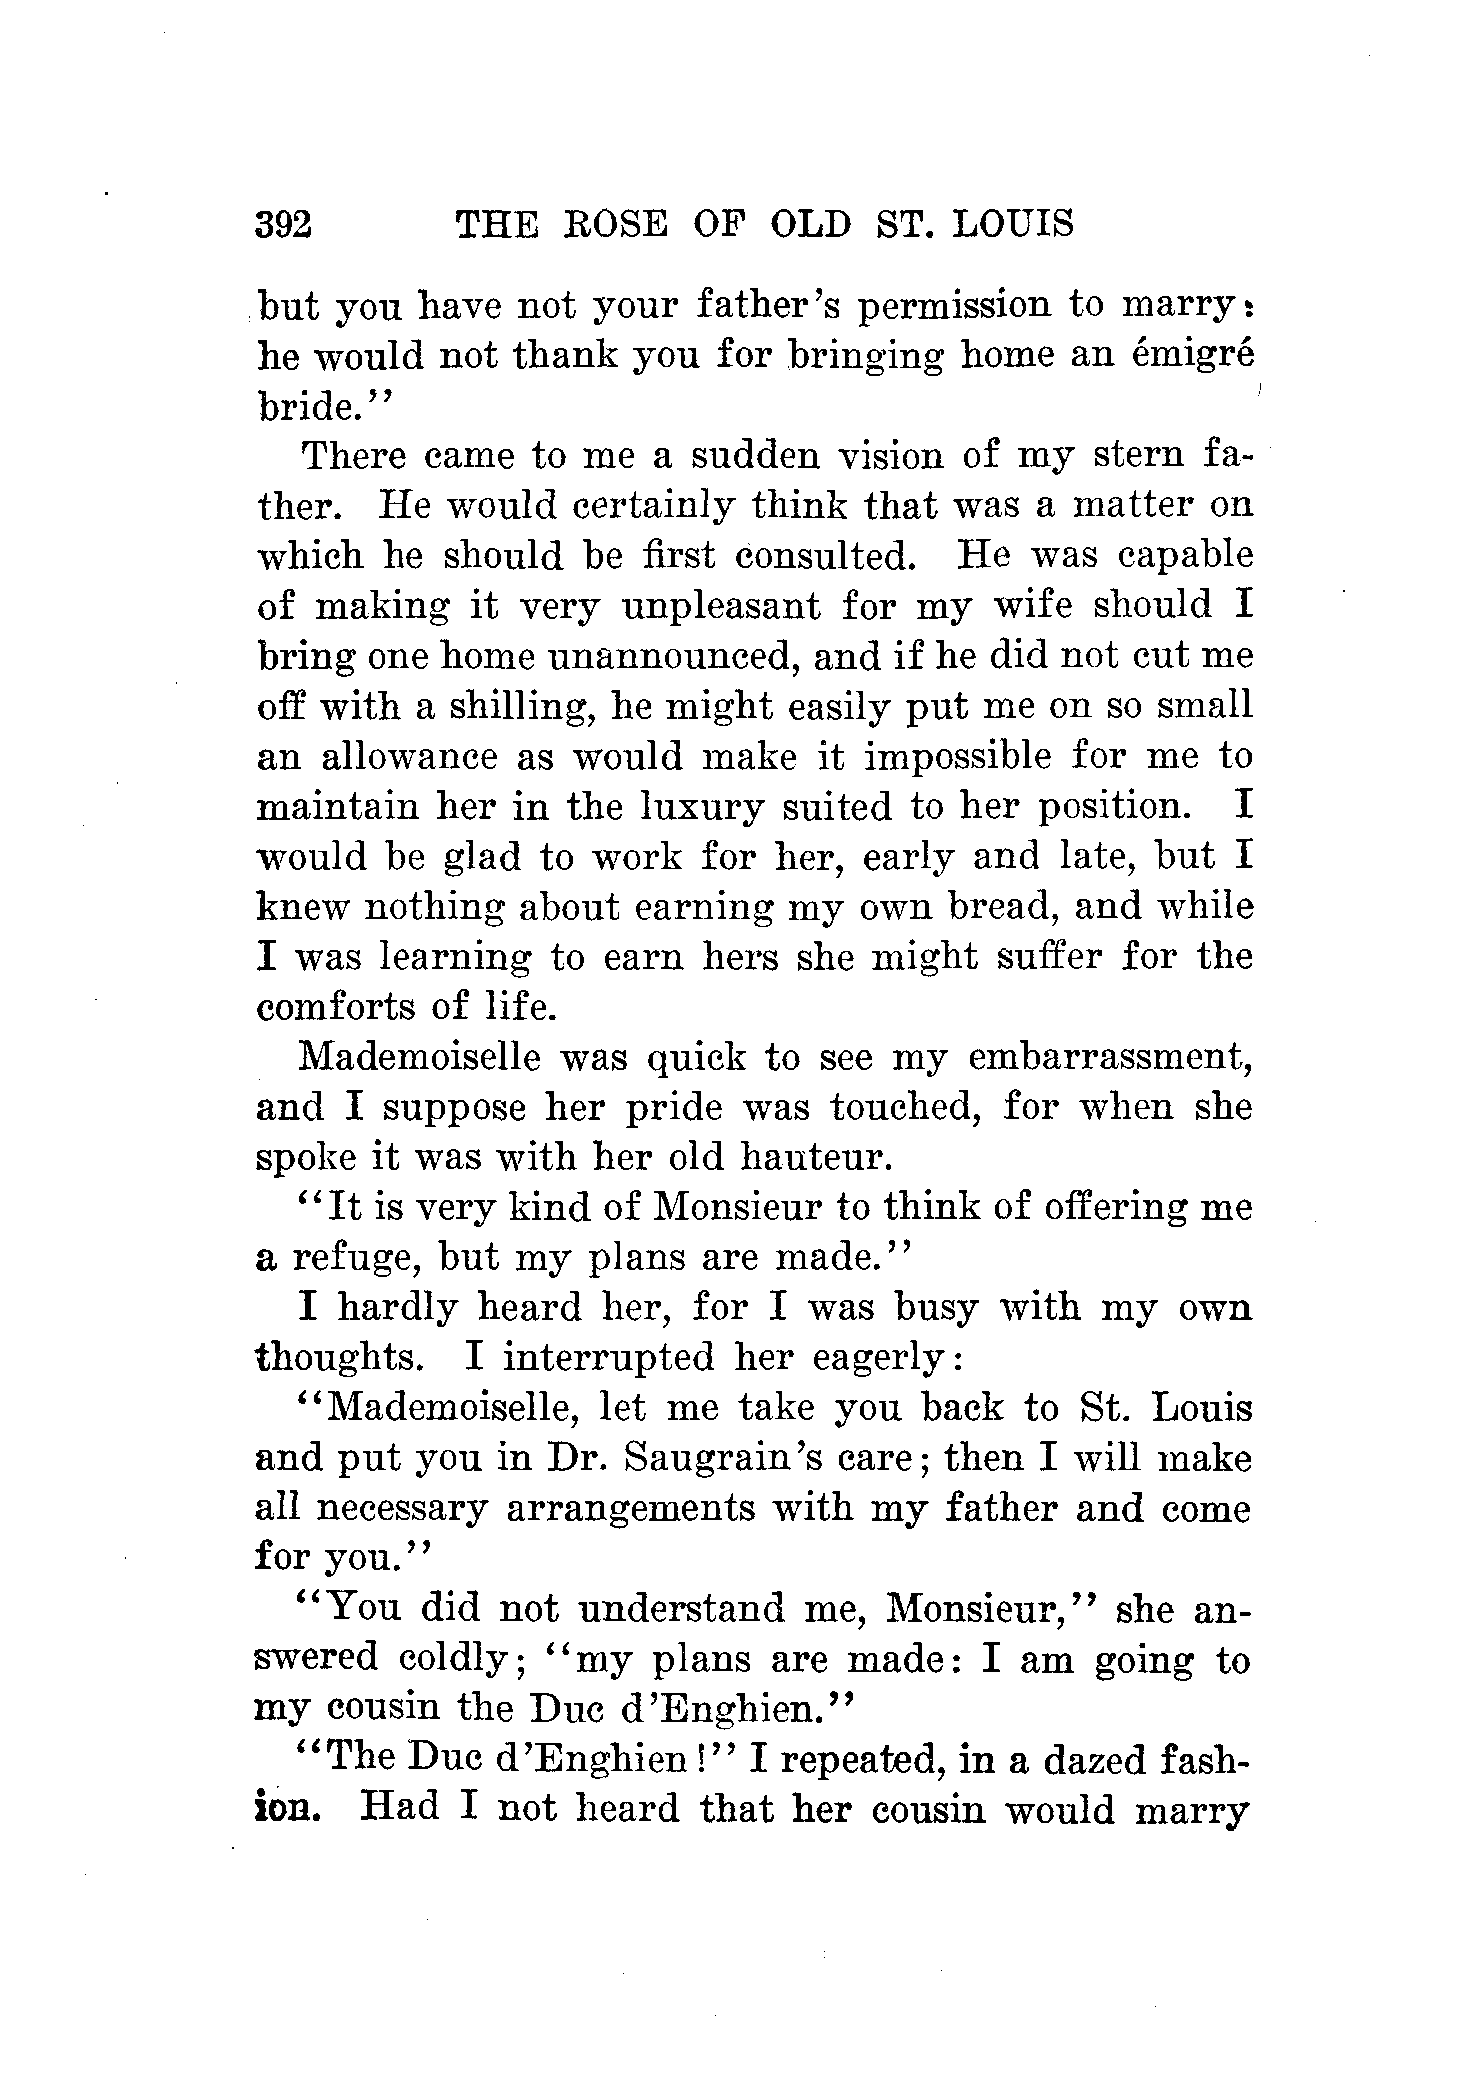 392 THE ROSE OF OLD ST. LOUIS
but you have not your father's permission to marry:
he would not thank you for bringing home an émigré
bride."
There came to me a sudden vision of my stern fa-
ther. He would certainly think that was a matter on
which he should be first consulted. He was capable
of making it very unpleasant for my wife should I
bring one home unannounced, and if he did not cut me
off with a shilling, he might easily put me on so small
an allowance as would make it impossible for me to
maintain her in the luxury suited to her position. I
would be glad to work for her, early and late, but I
knew nothing about earning my own bread, and while
I was learning to earn hers she might suffer for the
comforts of life.
Mademoiselle was quick to see my embarrassment,
and I suppose her pride was touched, for when she
spoke it was with her old hauteur.
"It is very kind of Monsieur to think of offering me
a refuge, but my plans are made."
I hardly heard her, for I was busy with my own
thoughts. I interrupted her eagerly:
"Mademoiselle, let me take you back to St. Louis
and put you in Dr. Saugrain's care; then I will make
all necessary arrangements with my father and come
for you."
"You did not understand me, Monsieur," she an-
swered coldly; "my plans are made: I am going to
my cousin the Duc d'Enghien."
"The Duc d'Enghien!" I repeated, in a dazed fash-
ion. Had I not heard that her cousin would marry